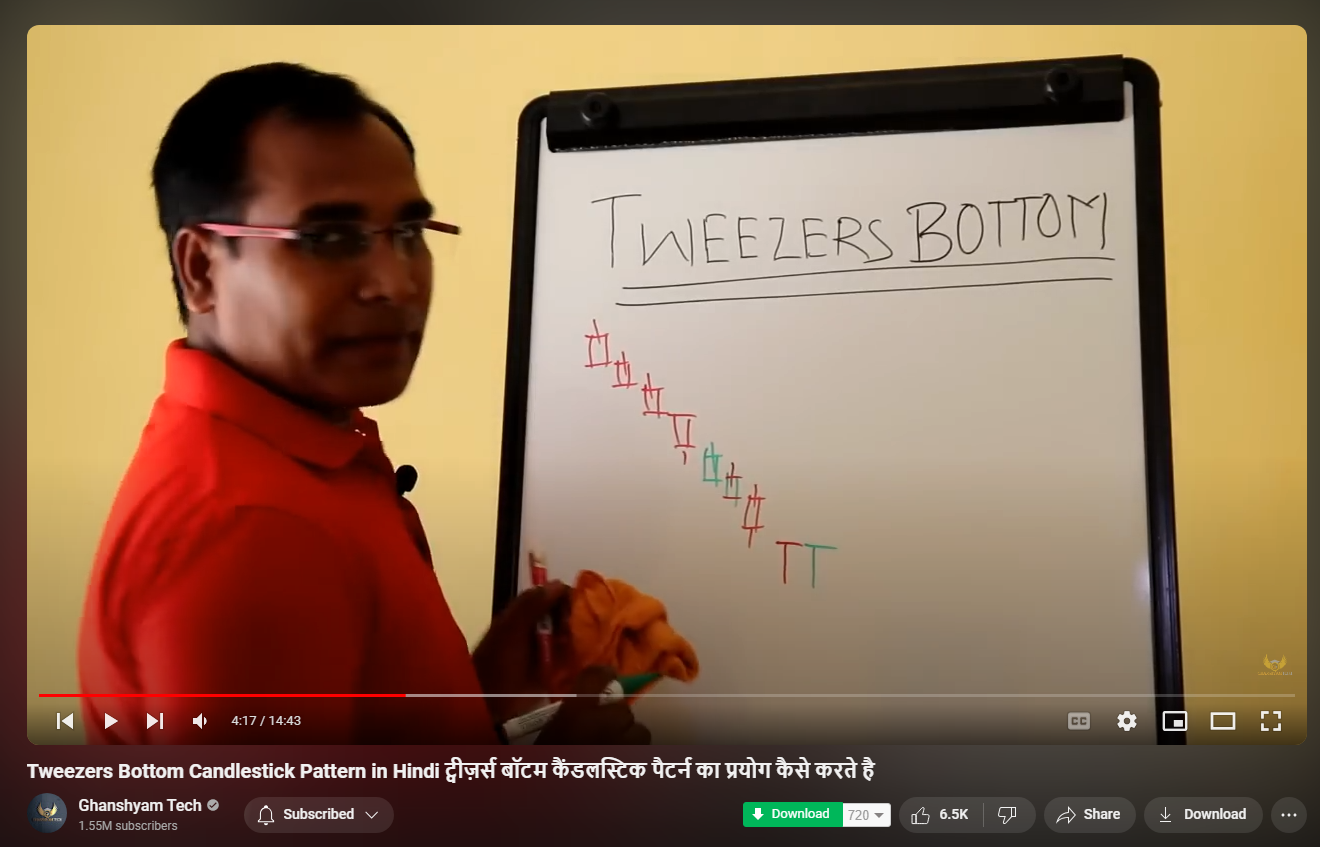 TWEEZERS BOTTOM
4:17 / 14:43
CC
Tweezers Bottom Candlestick Pattern in Hindi ट्वीज़र्स बॉटम कैंडलस्टिक पैटर्न का प्रयोग कैसे करते है
Ghanshyam Tech
1.55M subscribers
Subscribed
Download 720
6.5K
Share
Download